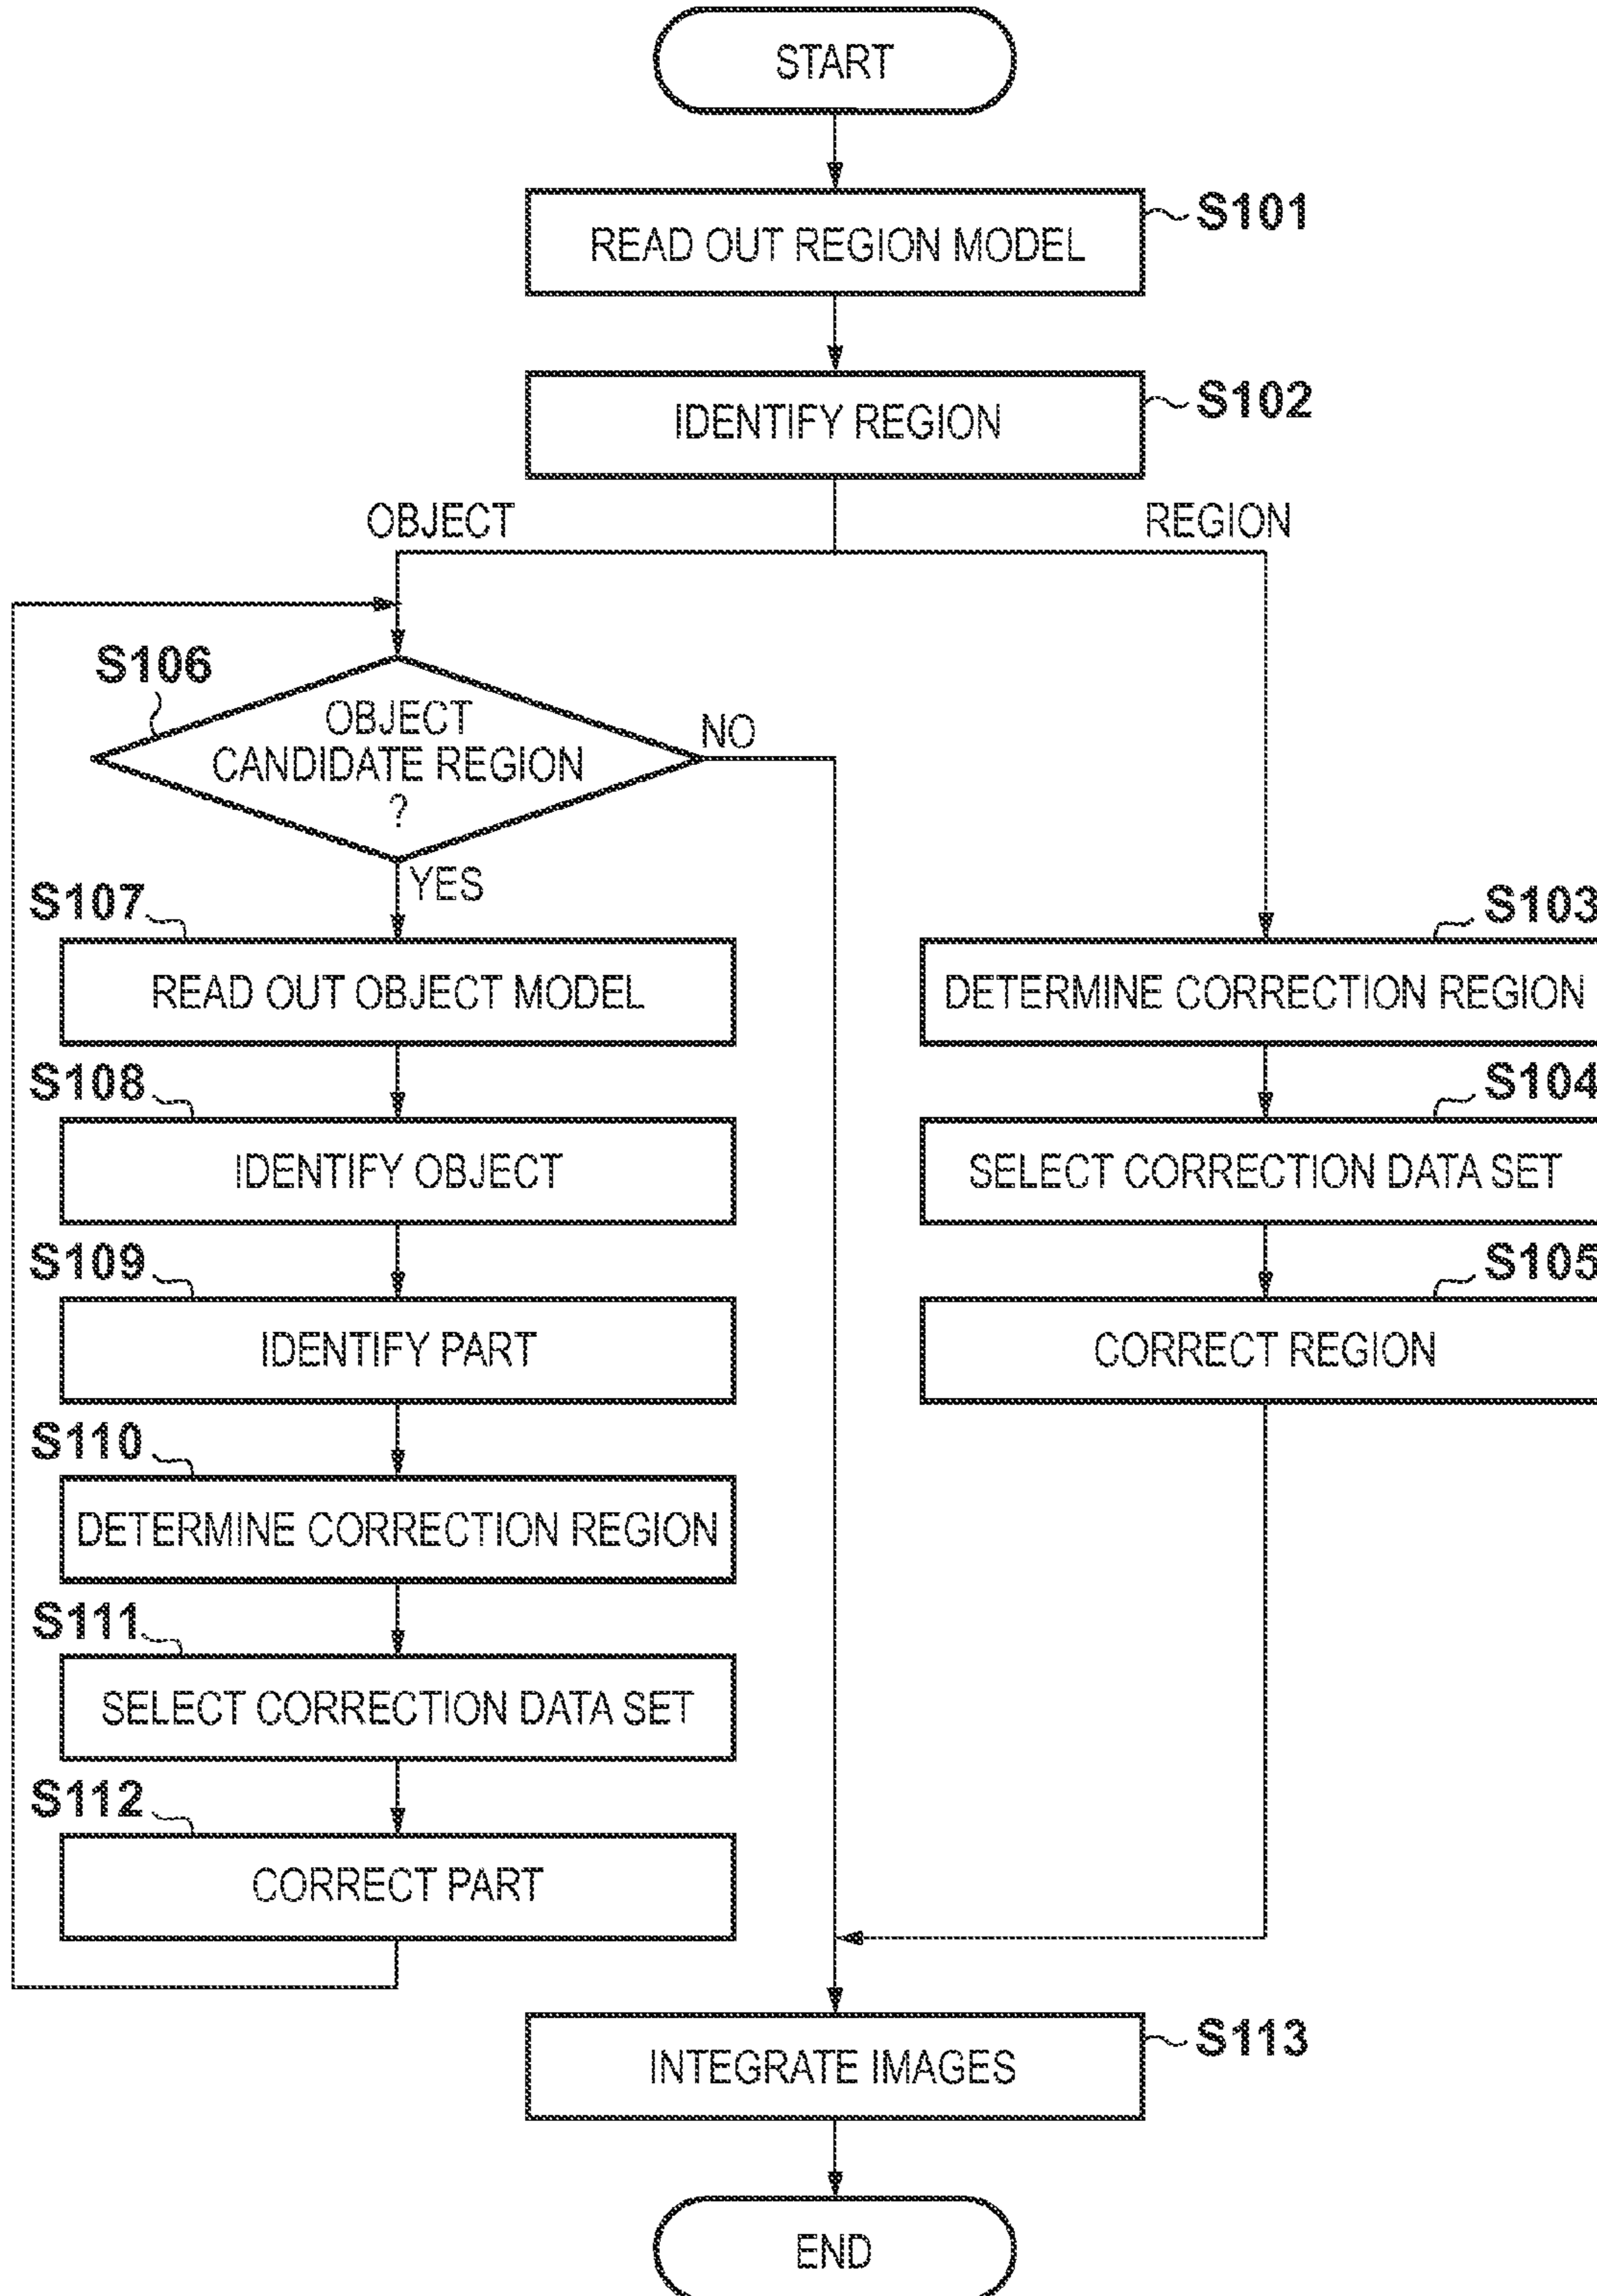 START
READ OUT REGION MODEL
S101
IDENTIFY REGION
S102
OBJECT
REGION
S106
OBJECT
CANDIDATE REGION
?
NO
YES
S107
READ OUT OBJECT MODEL
S108
IDENTIFY OBJECT
S109
IDENTIFY PART
S110
DETERMINE CORRECTION REGION
S111
SELECT CORRECTION DATA SET
S112
CORRECT PART
S103
DETERMINE CORRECTION REGION
S104
SELECT CORRECTION DATA SET
S105
CORRECT REGION
INTEGRATE IMAGES
S113
END